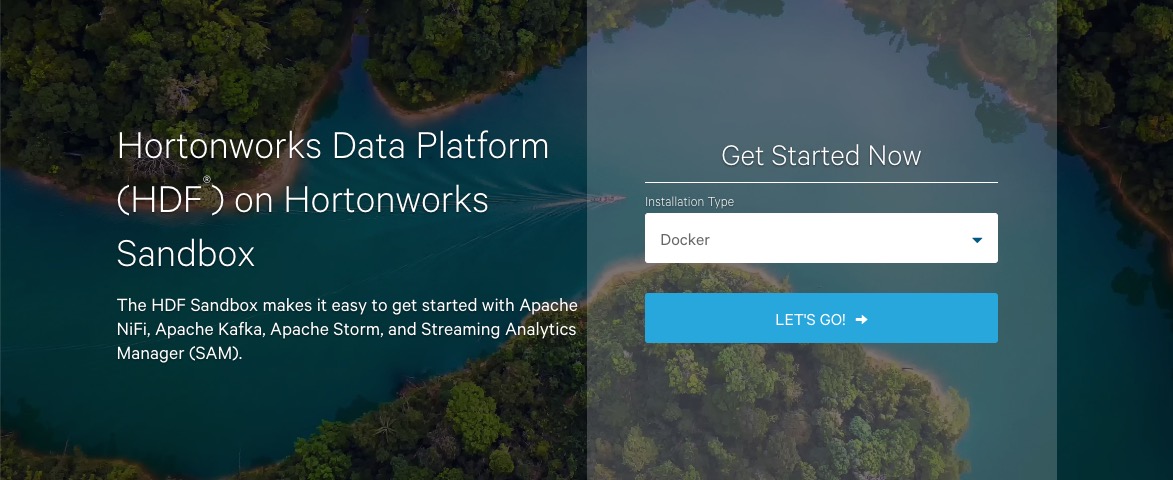 Hortonworks Data Platform
(HDF®) on Hortonworks
Sandbox
The HDF Sandbox makes it easy to get started with Apache
NiFi, Apache Kafka, Apache Storm, and Streaming Analytics
Manager (SAM).
Get Started Now
Installation Type
Docker
LET'S GO!